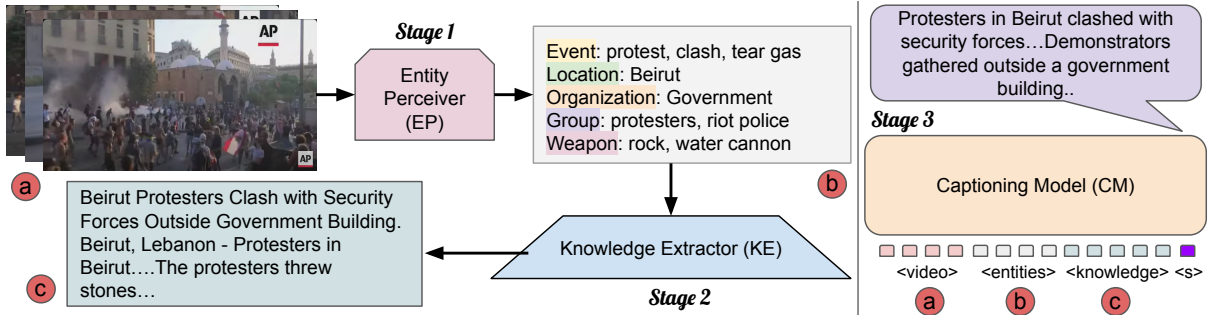 AP
AP
a
Stage 1
Entity
Perceiver
(EP)
Event: protest, clash, tear gas
Location: Beirut
Organization: Government
Group: protesters, riot police
Weapon: rock, water cannon
b
Beirut Protesters Clash with Security
Forces Outside Government Building.
Beirut, Lebanon - Protesters in
Beirut....The protesters threw
stones…
c
Knowledge Extractor (KE)
Stage 2
Protesters in Beirut clashed with
security forces…Demonstrators
gathered outside a government
building..
Stage 3
Captioning Model (CM)
<video> <entities> <knowledge> <s>
a b c